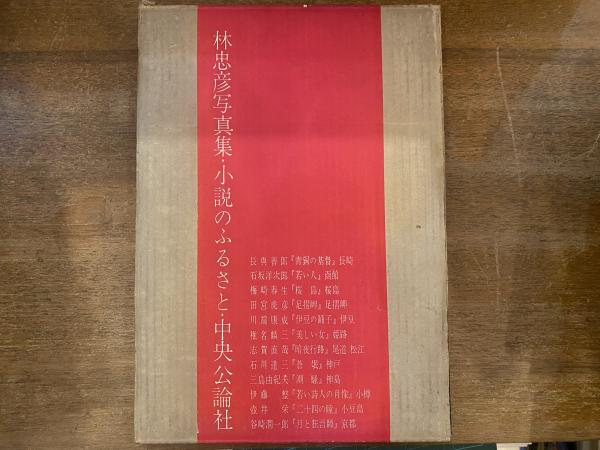 林忠彦写真集・小説のふるさと・中央公論社
長與善郎『青銅の基督』長崎
石坂洋次郎『若い人』函館
梅崎春生『桜島』桜島
田宮虎彦『足摺岬』足摺岬
川端康成『伊豆の踊子』伊豆
椎名麟三『美しい女』姫路
志賀直哉『暗夜行路』尾道 松江
石川達三『蒼氓』神戸
三島由紀夫『潮騒』神島
伊藤整『若い詩人の肖像』小樽
壺井栄『二十四の瞳』小豆島
谷崎潤一郎『月と狂言師』京都